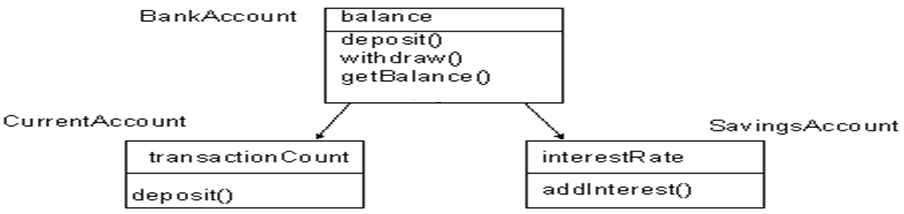 BankAccount
balance
deposit()
withdraw()
getBalance()
CurrentAccount
transactionCount
deposit()
SavingsAccount
interestRate
addInterest()